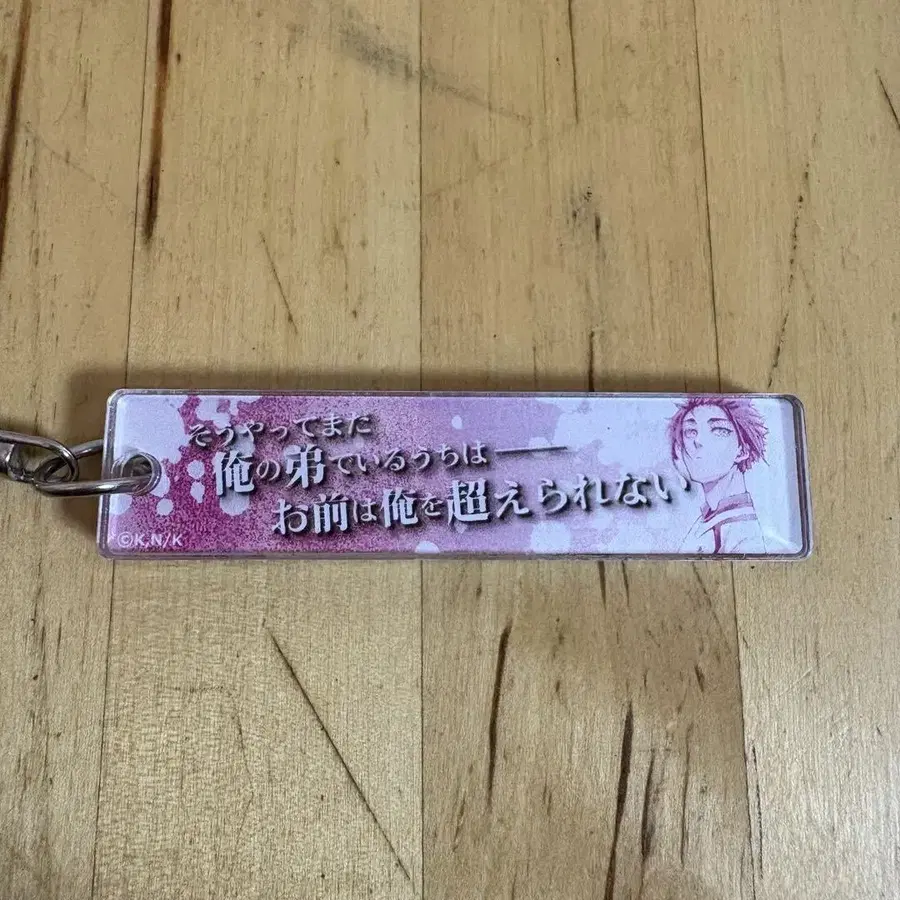 そうやってまだ
俺の弟でいるうちは――
お前は俺を超えられない
©K,N/K